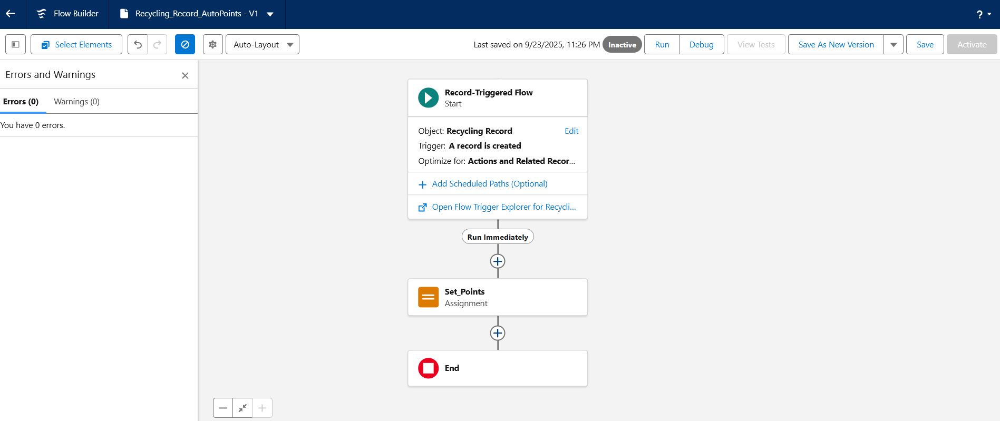 Flow Builder
Recycling_Record_AutoPoints - V1
?
Select Elements
Auto-Layout
Last saved on 9/23/2025, 11:26 PM
Inactive
Run
Debug
View Tests
Save As New Version
Save
Activate
Errors and Warnings
Errors (0)
Warnings (0)
You have 0 errors.
Record-Triggered Flow
Start
Object: Recycling Record
Edit
Trigger: A record is created
Optimize for: Actions and Related Recor...
Add Scheduled Paths (Optional)
Open Flow Trigger Explorer for Recycli...
Run Immediately
Set_Points
Assignment
End